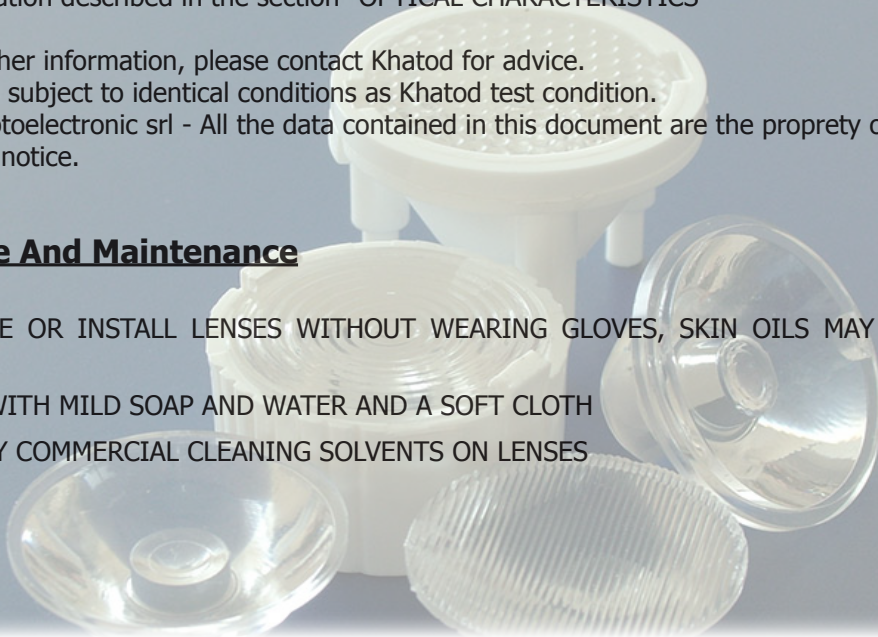 described in the section "OPTICAL CHARACTERISTICS"
her information, please contact Khatod for advice.
subject to identical conditions as Khatod test condition.
toelectronic srl - All the data contained in this document are the proprety o
notice.
e And Maintenance
E OR INSTALL LENSES WITHOUT WEARING GLOVES, SKIN OILS MAY
WITH MILD SOAP AND WATER AND A SOFT CLOTH
Y COMMERCIAL CLEANING SOLVENTS ON LENSES